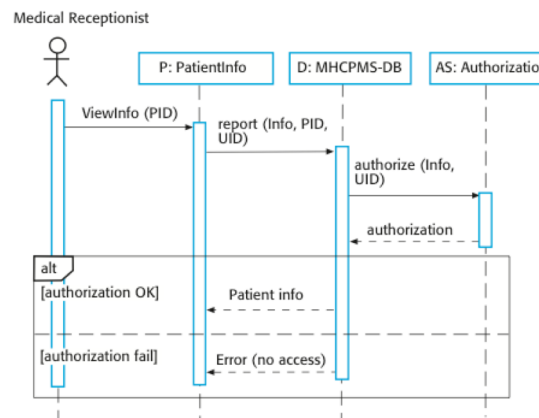 Medical Receptionist
P: PatientInfo
D: MHCPMS-DB
AS: Authorizatio
ViewInfo (PID)
report (Info, PID,
UID)
authorize (Info,
UID)
authorization
alt
[authorization OK]
Patient info
[authorization fail]
Error (no access)